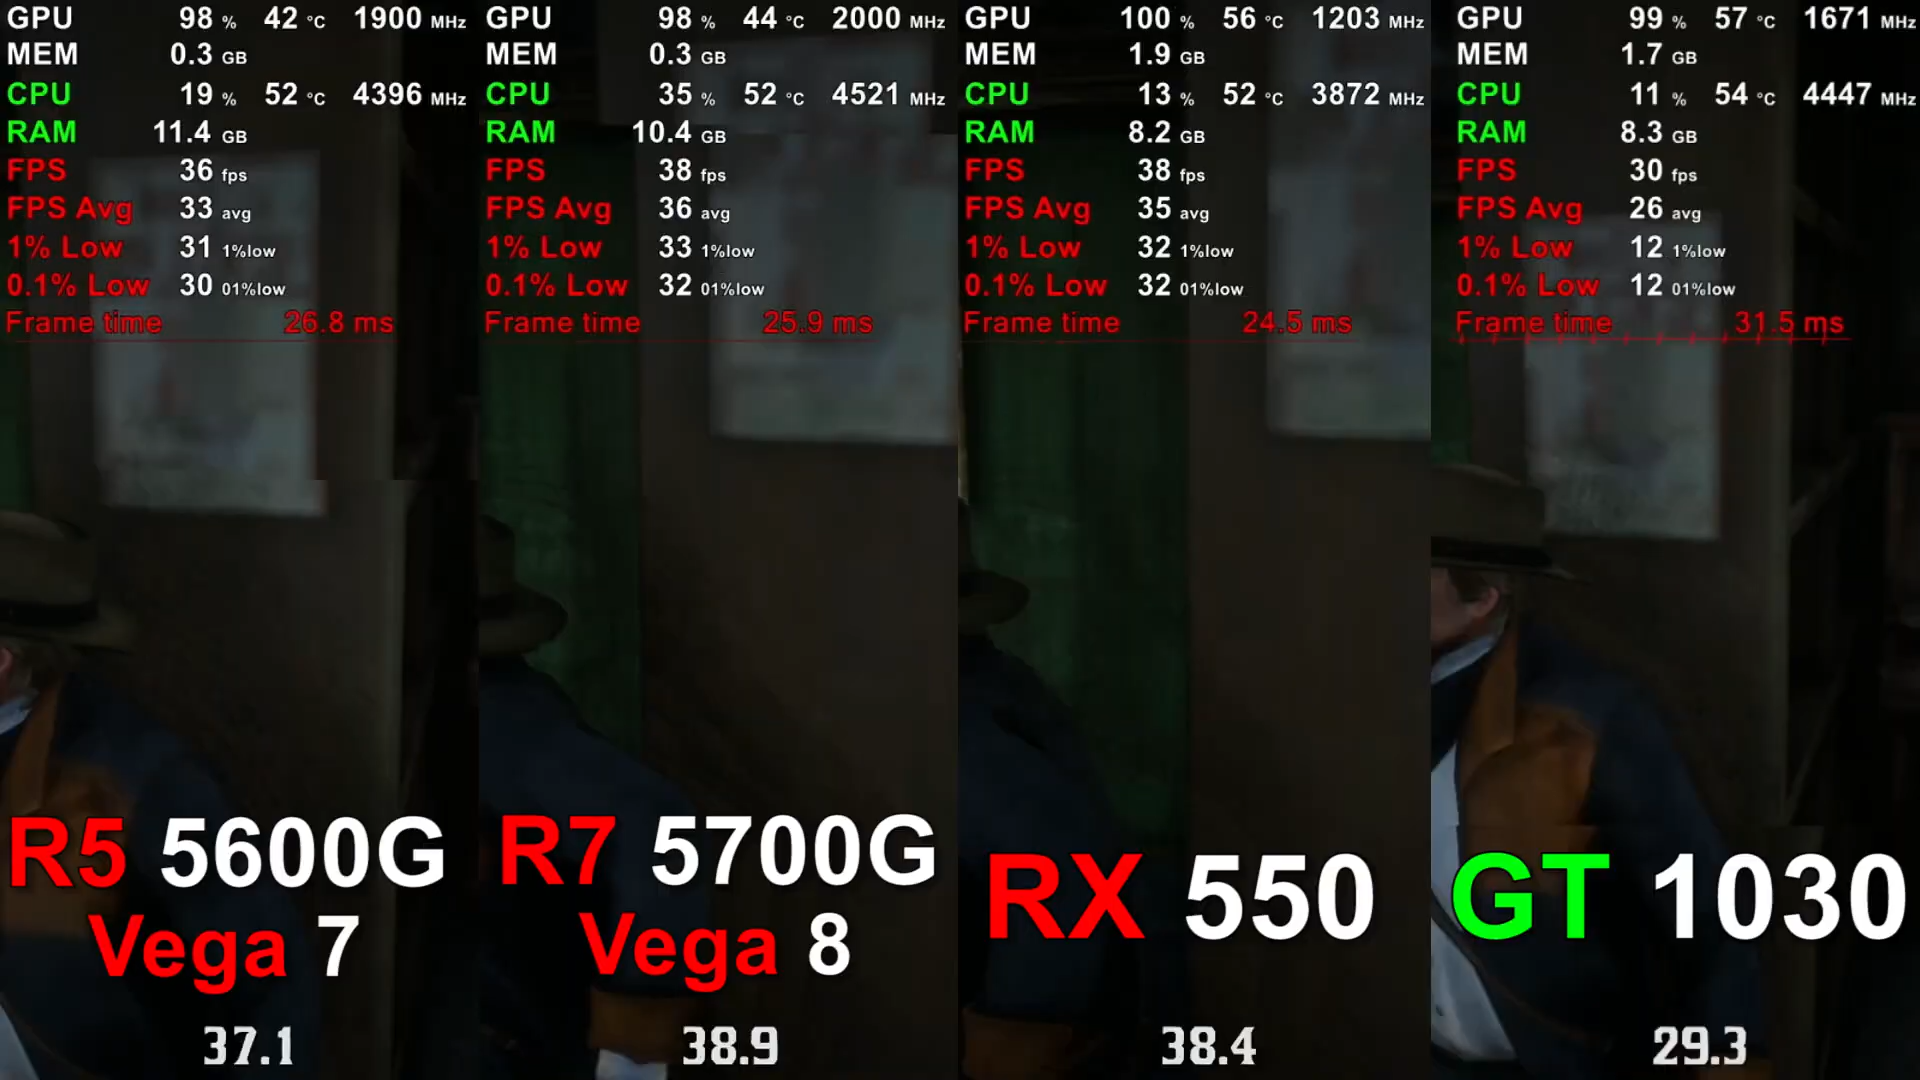 GPU 98 % 42 °C 1900 MHz
MEM 0.3 GB
CPU 19 % 52 °C 4396 MHz
RAM 11.4 GB
FPS 36 fps
FPS Avg 33 avg
1% Low 31 1%low
0.1% Low 30 01%low
Frame time 26.8 ms
R5 5600G
Vega 7
37.1
GPU 98 % 44 °C 2000 MHz
MEM 0.3 GB
CPU 35 % 52 °C 4521 MHz
RAM 10.4 GB
FPS 38 fps
FPS Avg 36 avg
1% Low 33 1%low
0.1% Low 32 01%low
Frame time 25.9 ms
R7 5700G
Vega 8
38.9
GPU 100 % 56 °C 1203 MHz
MEM 1.9 GB
CPU 13 % 52 °C 3872 MHz
RAM 8.2 GB
FPS 38 fps
FPS Avg 35 avg
1% Low 32 1%low
0.1% Low 32 01%low
Frame time 24.5 ms
RX 550
38.4
GPU 99 % 57 °C 1671 MHz
MEM 1.7 GB
CPU 11 % 54 °C 4447 MHz
RAM 8.3 GB
FPS 30 fps
FPS Avg 26 avg
1% Low 12 1%low
0.1% Low 12 01%low
Frame time 31.5 ms
GT 1030
29.3